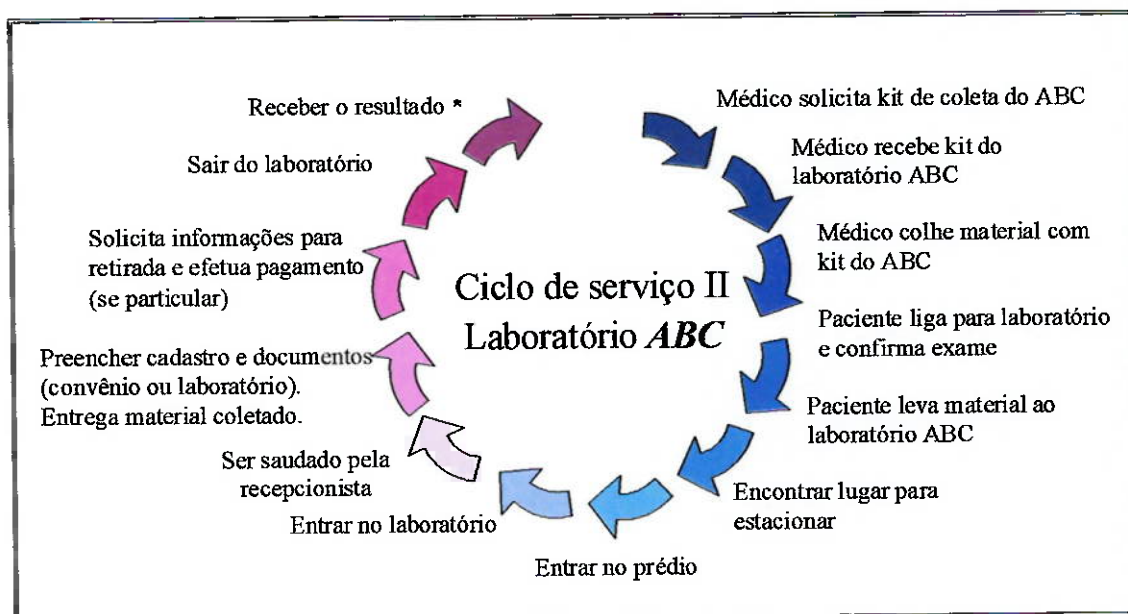 Médico solicita kit de coleta do ABC
Médico recebe kit do
laboratório ABC
Médico colhe material com
kit do ABC
Paciente liga para laboratório
e confirma exame
Paciente leva material ao
laboratório ABC
Encontrar lugar para
estacionar
Entrar no prédio
Entrar no laboratório
Ser saudado pela
recepcionista
Preencher cadastro e documentos
(convênio ou laboratório).
Entrega material coletado.
Solicita informações para
retirada e efetua pagamento
(se particular)
Sair do laboratório
Receber o resultado *
Ciclo de serviço II
Laboratório ABC